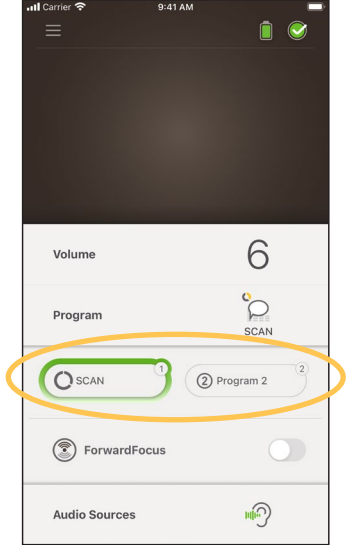 Carrier 9:41 AM
Volume 6
Program
SCAN
SCAN 1 2 Program 2 2
ForwardFocus
Audio Sources